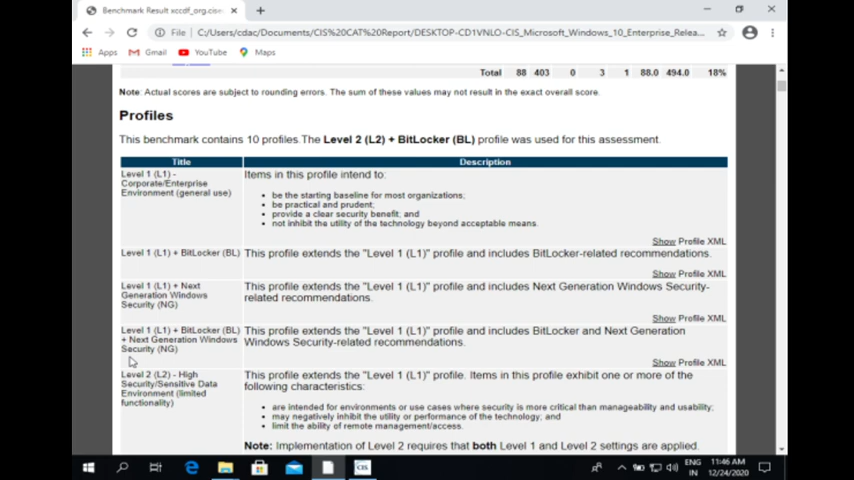 Benchmark Result xccdf_org.cise
File C:/Users/cdac/Documents/CIS%20CAT%20Report/DESKTOP-CD1VNLO-CIS_Microsoft_Windows_10_Enterprise_Relea...
Apps Gmail YouTube Maps
Total 88 403 0 3 1 88.0 494.0 18%
Note: Actual scores are subject to rounding errors. The sum of these values may not result in the exact overall score.
Profiles
This benchmark contains 10 profiles.The Level 2 (L2) + BitLocker (BL) profile was used for this assessment.
Title Description
Level 1 (L1) -
Corporate/Enterprise
Environment (general use)
Items in this profile intend to:
• be the starting baseline for most organizations;
• be practical and prudent;
• provide a clear security benefit; and
• not inhibit the utility of the technology beyond acceptable means.
Show Profile XML
Level 1 (L1) + BitLocker (BL)
This profile extends the "Level 1 (L1)" profile and includes BitLocker-related recommendations.
Show Profile XML
Level 1 (L1) + Next
Generation Windows
Security (NG)
This profile extends the "Level 1 (L1)" profile and includes Next Generation Windows Security-
related recommendations.
Show Profile XML
Level 1 (L1) + BitLocker (BL)
+ Next Generation Windows
Security (NG)
This profile extends the "Level 1 (L1)" profile and includes BitLocker and Next Generation
Windows Security-related recommendations.
Show Profile XML
Level 2 (L2) - High
Security/Sensitive Data
Environment (limited
functionality)
This profile extends the "Level 1 (L1)" profile. Items in this profile exhibit one or more of the
following characteristics:
• are intended for environments or use cases where security is more critical than manageability and usability;
• may negatively inhibit the utility or performance of the technology; and
• limit the ability of remote management/access.
Note: Implementation of Level 2 requires that both Level 1 and Level 2 settings are applied.
CIS
ENG
IN
11:46 AM
12/24/2020